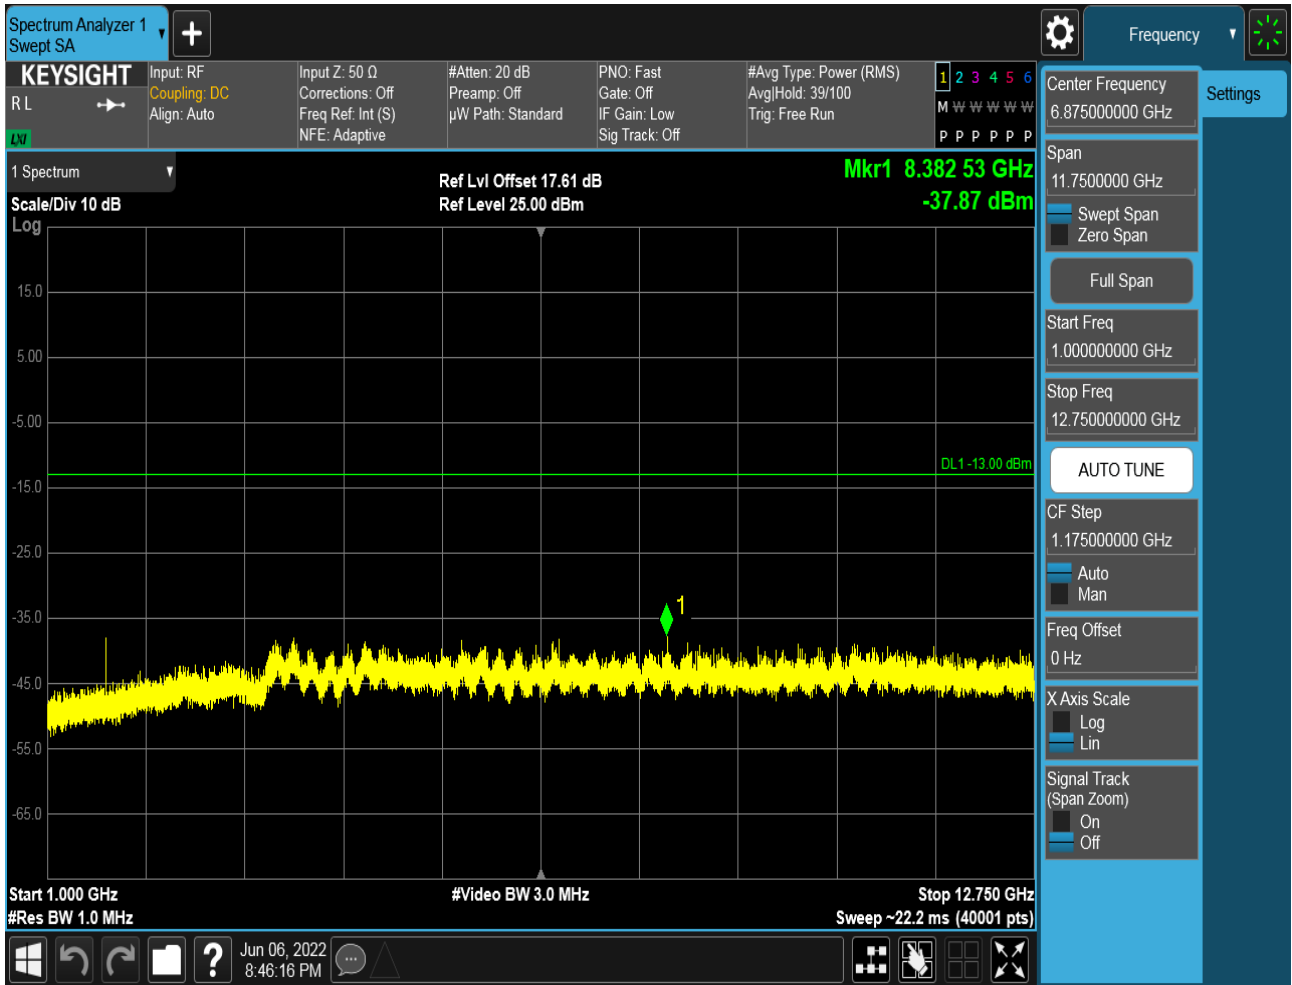 Spectrum Analyzer 1
Swept SA
Frequency
KEYSIGHT
R L
LXI
Input: RF
Coupling: DC
Align: Auto
Input Z: 50 Ω
Corrections: Off
Freq Ref: Int (S)
NFE: Adaptive
#Atten: 20 dB
Preamp: Off
µW Path: Standard
PNO: Fast
Gate: Off
IF Gain: Low
Sig Track: Off
#Avg Type: Power (RMS)
Avg|Hold: 39/100
Trig: Free Run
1 2 3 4 5 6
M W W W W W
P P P P P P
1 Spectrum
Scale/Div 10 dB
Log
Ref Lvl Offset 17.61 dB
Ref Level 25.00 dBm
Mkr1 8.382 53 GHz
-37.87 dBm
15.0
5.00
-5.00
DL1 -13.00 dBm
-15.0
-25.0
-35.0
1
-45.0
-55.0
-65.0
Start 1.000 GHz
#Video BW 3.0 MHz
Stop 12.750 GHz
#Res BW 1.0 MHz
Sweep ~22.2 ms (40001 pts)
?
Jun 06, 2022
8:46:16 PM
Center Frequency
6.875000000 GHz
Settings
Span
11.7500000 GHz
Swept Span
Zero Span
Full Span
Start Freq
1.000000000 GHz
Stop Freq
12.750000000 GHz
AUTO TUNE
CF Step
1.175000000 GHz
Auto
Man
Freq Offset
0 Hz
X Axis Scale
Log
Lin
Signal Track
(Span Zoom)
On
Off